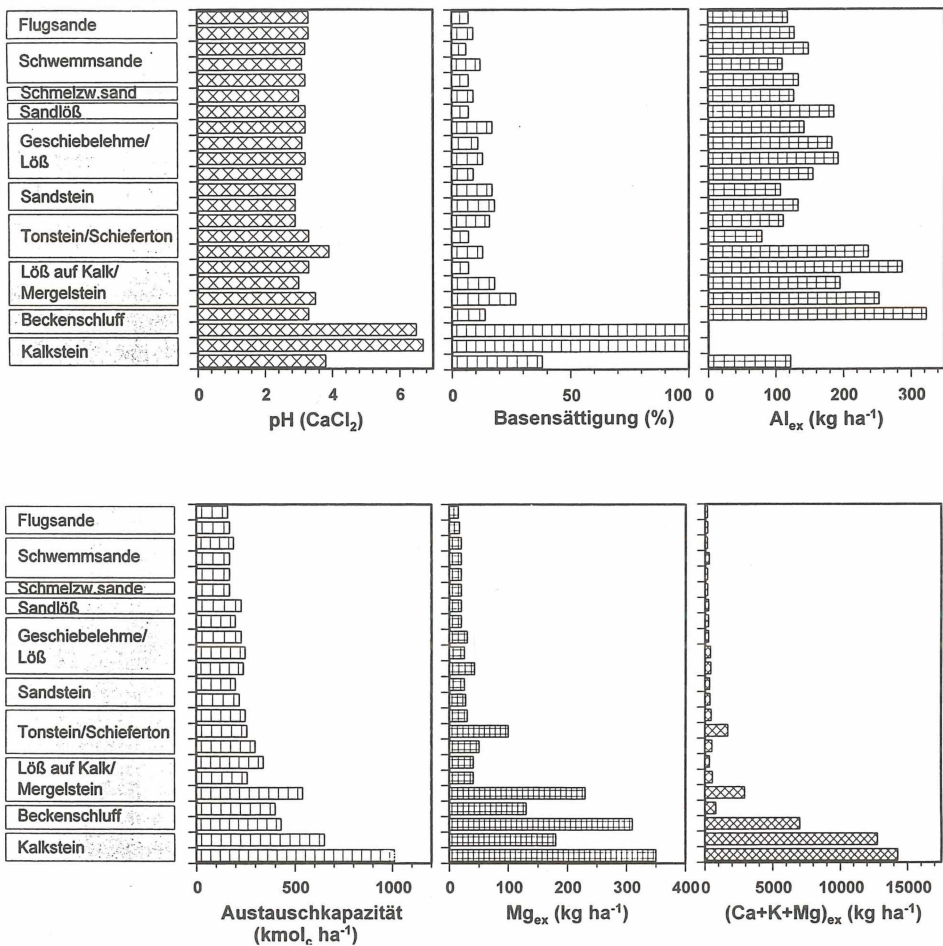 Flugsande
Schwemmsande
Schmelzw.sand
Sandlöß
Geschiebelehme/
Löß
Sandstein
Tonstein/Schieferton
Löß auf Kalk/
Mergelstein
Beckenschluff
Kalkstein
0 2 4 6
pH (CaCl₂)
0 50 100
Basensättigung (%)
0 100 200 300
Alₑₓ (kg ha⁻¹)
Flugsande
Schwemmsande
Schmelzw.sande
Sandlöß
Geschiebelehme/
Löß
Sandstein
Tonstein/Schieferton
Löß auf Kalk/
Mergelstein
Beckenschluff
Kalkstein
0 500 1000
Austauschkapazität
(kmol_c ha⁻¹)
0 100 200 300 400
Mgₑₓ (kg ha⁻¹)
0 5000 10000 15000
(Ca+K+Mg)ₑₓ (kg ha⁻¹)